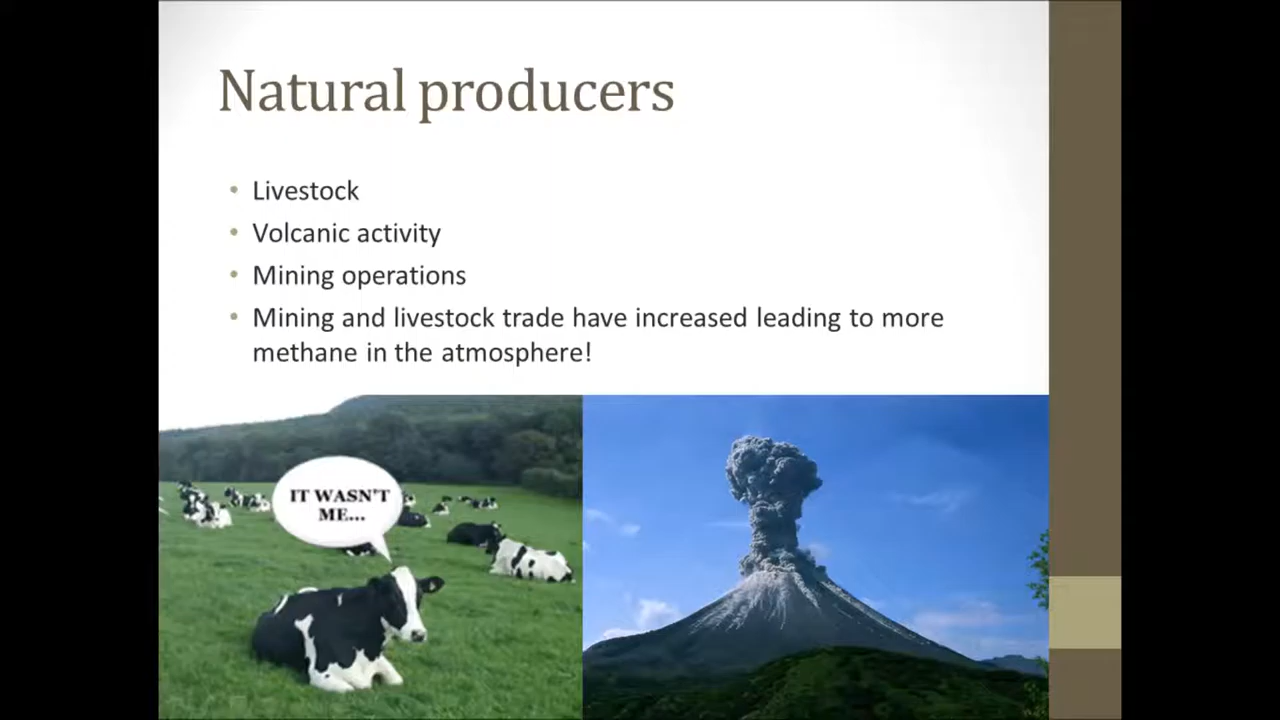 Natural producers
• Livestock
• Volcanic activity
• Mining operations
• Mining and livestock trade have increased leading to more
methane in the atmosphere!
IT WASN'T
ME...